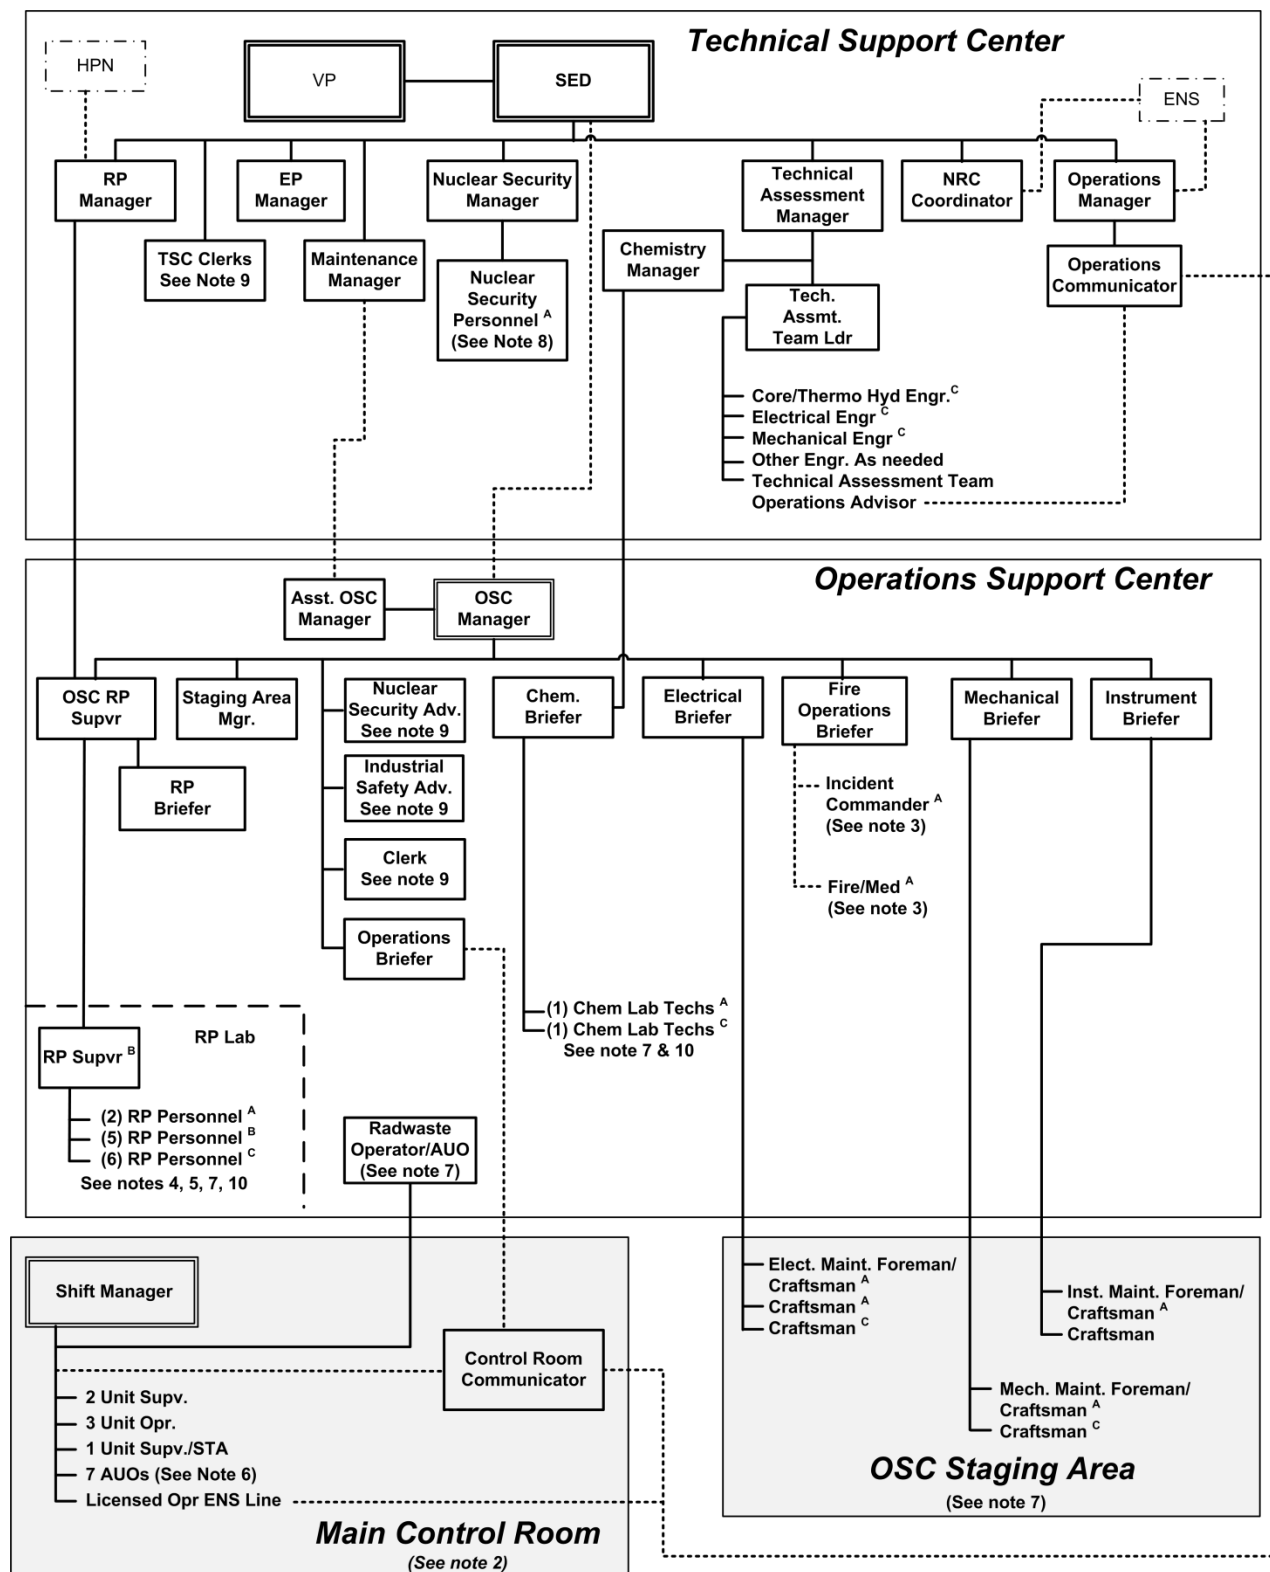 Technical Support Center
HPN
VP
SED
ENS
RP
Manager
EP
Manager
Nuclear Security
Manager
Technical
Assessment
Manager
NRC
Coordinator
Operations
Manager
TSC Clerks
See Note 9
Maintenance
Manager
Nuclear
Security
Personnel A
(See Note 8)
Chemistry
Manager
Operations
Communicator
Tech.
Assmt.
Team Ldr
Core/Thermo Hyd Engr. C
Electrical Engr C
Mechanical Engr C
Other Engr. As needed
Technical Assessment Team
Operations Advisor
Operations Support Center
Asst. OSC
Manager
OSC
Manager
OSC RP
Supvr
Staging Area
Mgr.
Nuclear
Security Adv.
See note 9
Chem.
Briefer
Electrical
Briefer
Fire
Operations
Briefer
Mechanical
Briefer
Instrument
Briefer
RP
Briefer
Industrial
Safety Adv.
See note 9
Incident
Commander A
(See note 3)
Clerk
See note 9
Fire/Med A
(See note 3)
Operations
Briefer
(1) Chem Lab Techs A
(1) Chem Lab Techs C
See note 7 & 10
RP Lab
RP Supvr B
(2) RP Personnel A
(5) RP Personnel B
(6) RP Personnel C
See notes 4, 5, 7, 10
Radwaste
Operator/AUO
(See note 7)
Shift Manager
Control Room
Communicator
2 Unit Supv.
3 Unit Opr.
1 Unit Supv./STA
7 AUOs (See Note 6)
Licensed Opr ENS Line
Main Control Room
(See note 2)
Elect. Maint. Foreman/
Craftsman A
Craftsman A
Craftsman C
Inst. Maint. Foreman/
Craftsman A
Craftsman
Mech. Maint. Foreman/
Craftsman A
Craftsman C
OSC Staging Area
(See note 7)